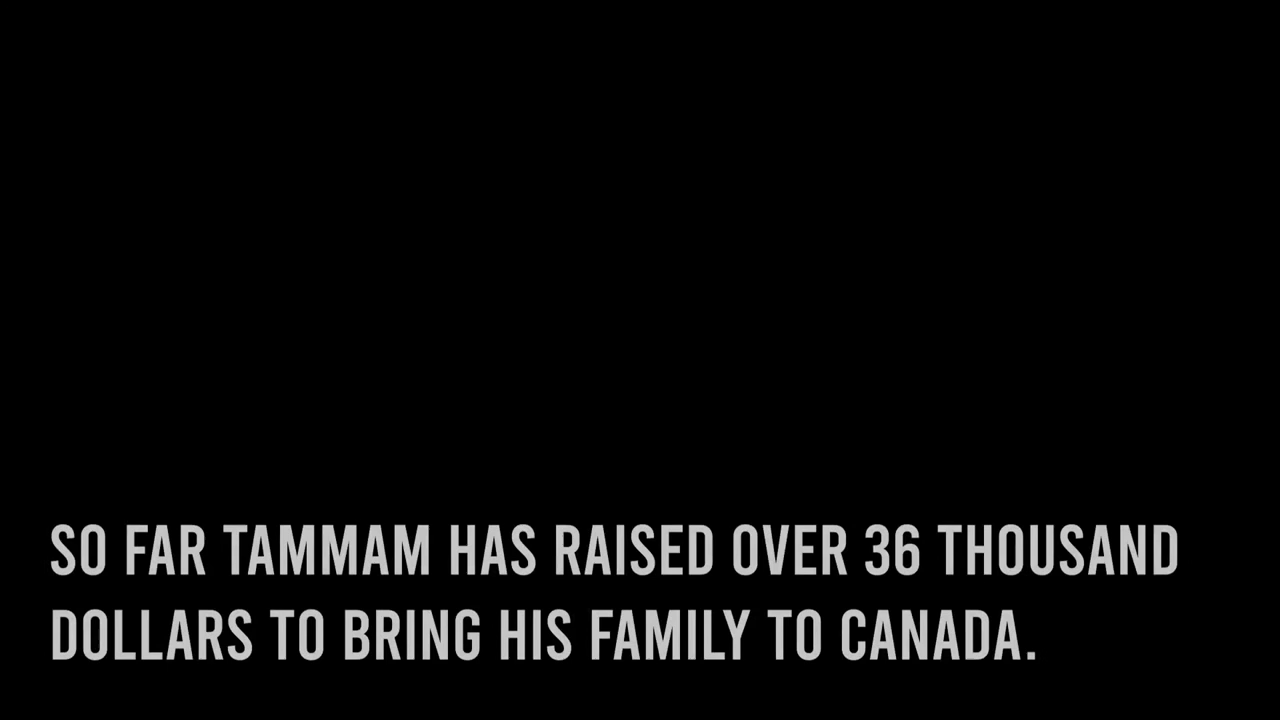 SO FAR TAMMAM HAS RAISED OVER 36 THOUSAND
DOLLARS TO BRING HIS FAMILY TO CANADA.